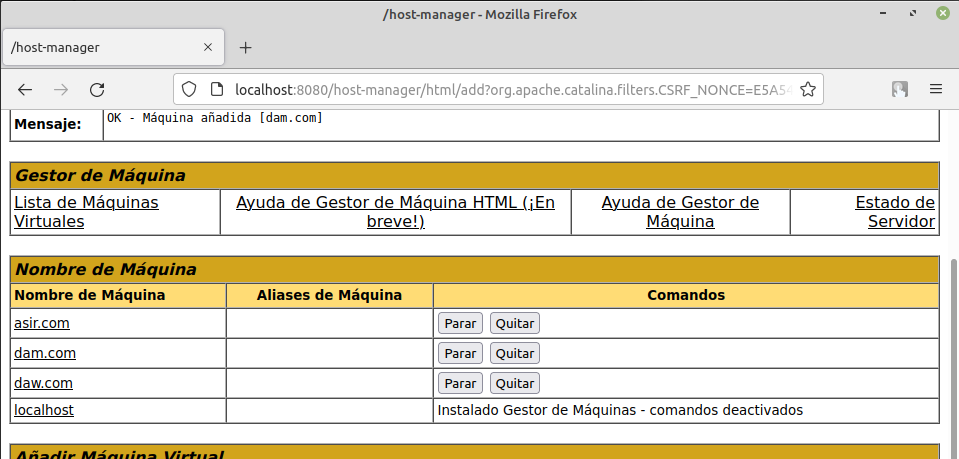 /host-manager - Mozilla Firefox
/host-manager
localhost:8080/host-manager/html/add?org.apache.catalina.filters.CSRF_NONCE=E5A54
Mensaje:
OK - Máquina añadida [dam.com]
Gestor de Máquina
Lista de Máquinas
Virtuales
Ayuda de Gestor de Máquina HTML (¡En
breve!)
Ayuda de Gestor de
Máquina
Estado de
Servidor
Nombre de Máquina
Nombre de Máquina Aliases de Máquina Comandos
asir.com Parar Quitar
dam.com Parar Quitar
daw.com Parar Quitar
localhost Instalado Gestor de Máquinas - comandos deactivados
Añadir Máquina Virtual